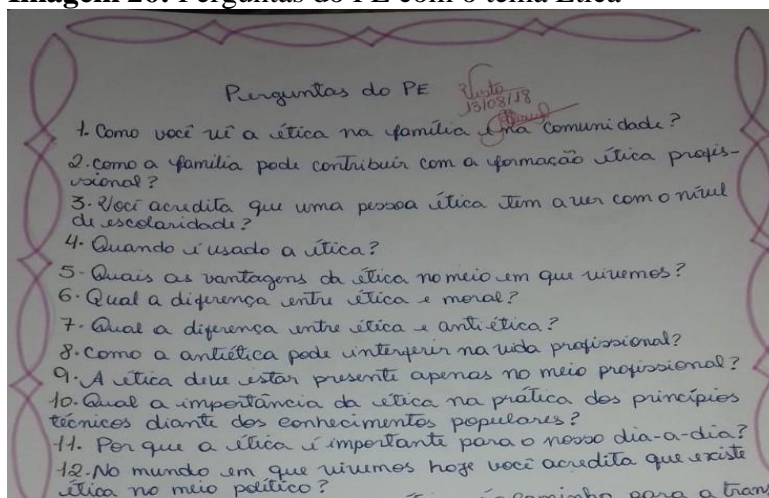 Imagem 20: Perguntas do PE com o tema Ética
Perguntas do PE
Visto
13/08/18
1. Como você vê a ética na família e na comunidade?
2. como a família pode contribuir com a formação ética profis-
sional?
3. Você acredita que uma pessoa ética tem a ver com o nível
de escolaridade?
4. Quando é usado a ética?
5. Quais as vantagens da ética no meio em que vivemos?
6. Qual a diferença entre ética e moral?
7. Qual a diferença entre ética e antiética?
8. como a antiética pode interferir na vida profissional?
9. A ética deve estar presente apenas no meio profissional?
10. Qual a importância da ética na prática dos princípios
técnicos diante dos conhecimentos populares?
11. Por que a ética é importante para o nosso dia-a-dia?
12. No mundo em que vivemos hoje você acredita que existe
ética no meio político?
caminho para a tran